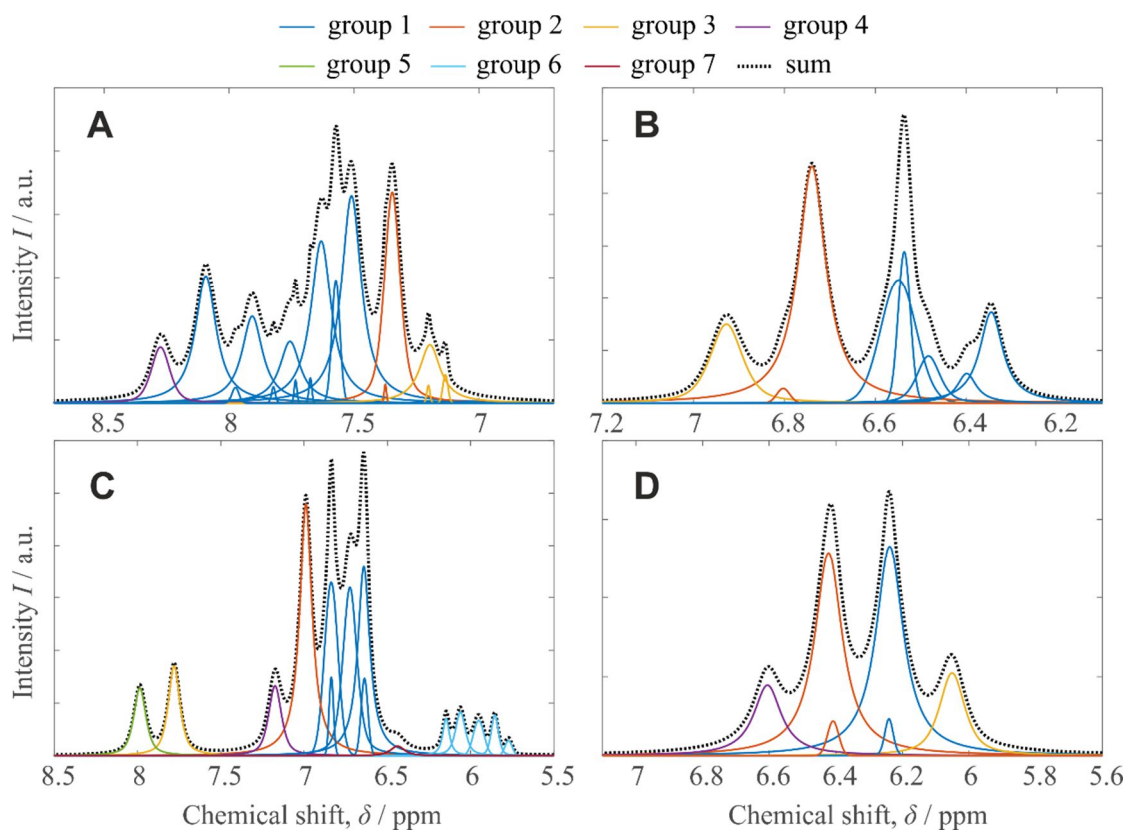 group 1 group 2 group 3 group 4
group 5 group 6 group 7 sum
A
B
Intensity I / a.u.
8.5 8 7.5 7
7.2 7 6.8 6.6 6.4 6.2
C
D
Intensity I / a.u.
8.5 8 7.5 7 6.5 6 5.5
7 6.8 6.6 6.4 6.2 6 5.8 5.6
Chemical shift, δ / ppm
Chemical shift, δ / ppm